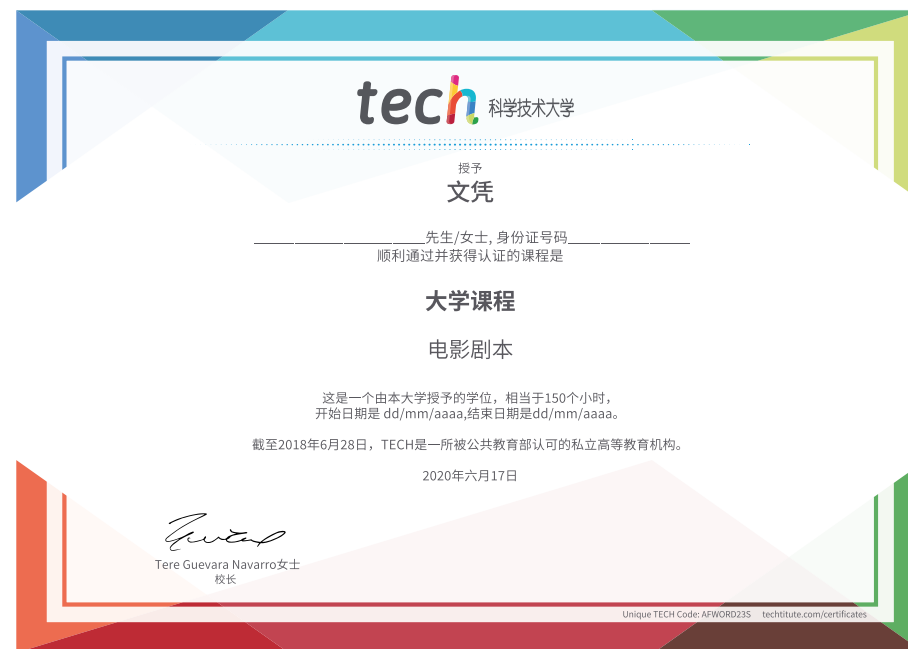 tech 科学技术大学
授予
文凭
先生/女士, 身份证号码
顺利通过并获得认证的课程是
大学课程
电影剧本
这是一个由本大学授予的学位，相当于150个小时，
开始日期是 dd/mm/aaaa,结束日期是dd/mm/aaaa。
截至2018年6月28日，TECH是一所被公共教育部认可的私立高等教育机构。
2020年六月17日
Tere Guevara Navarro女士
校长
Unique TECH Code: AFWORD23S techtitute.com/certificates